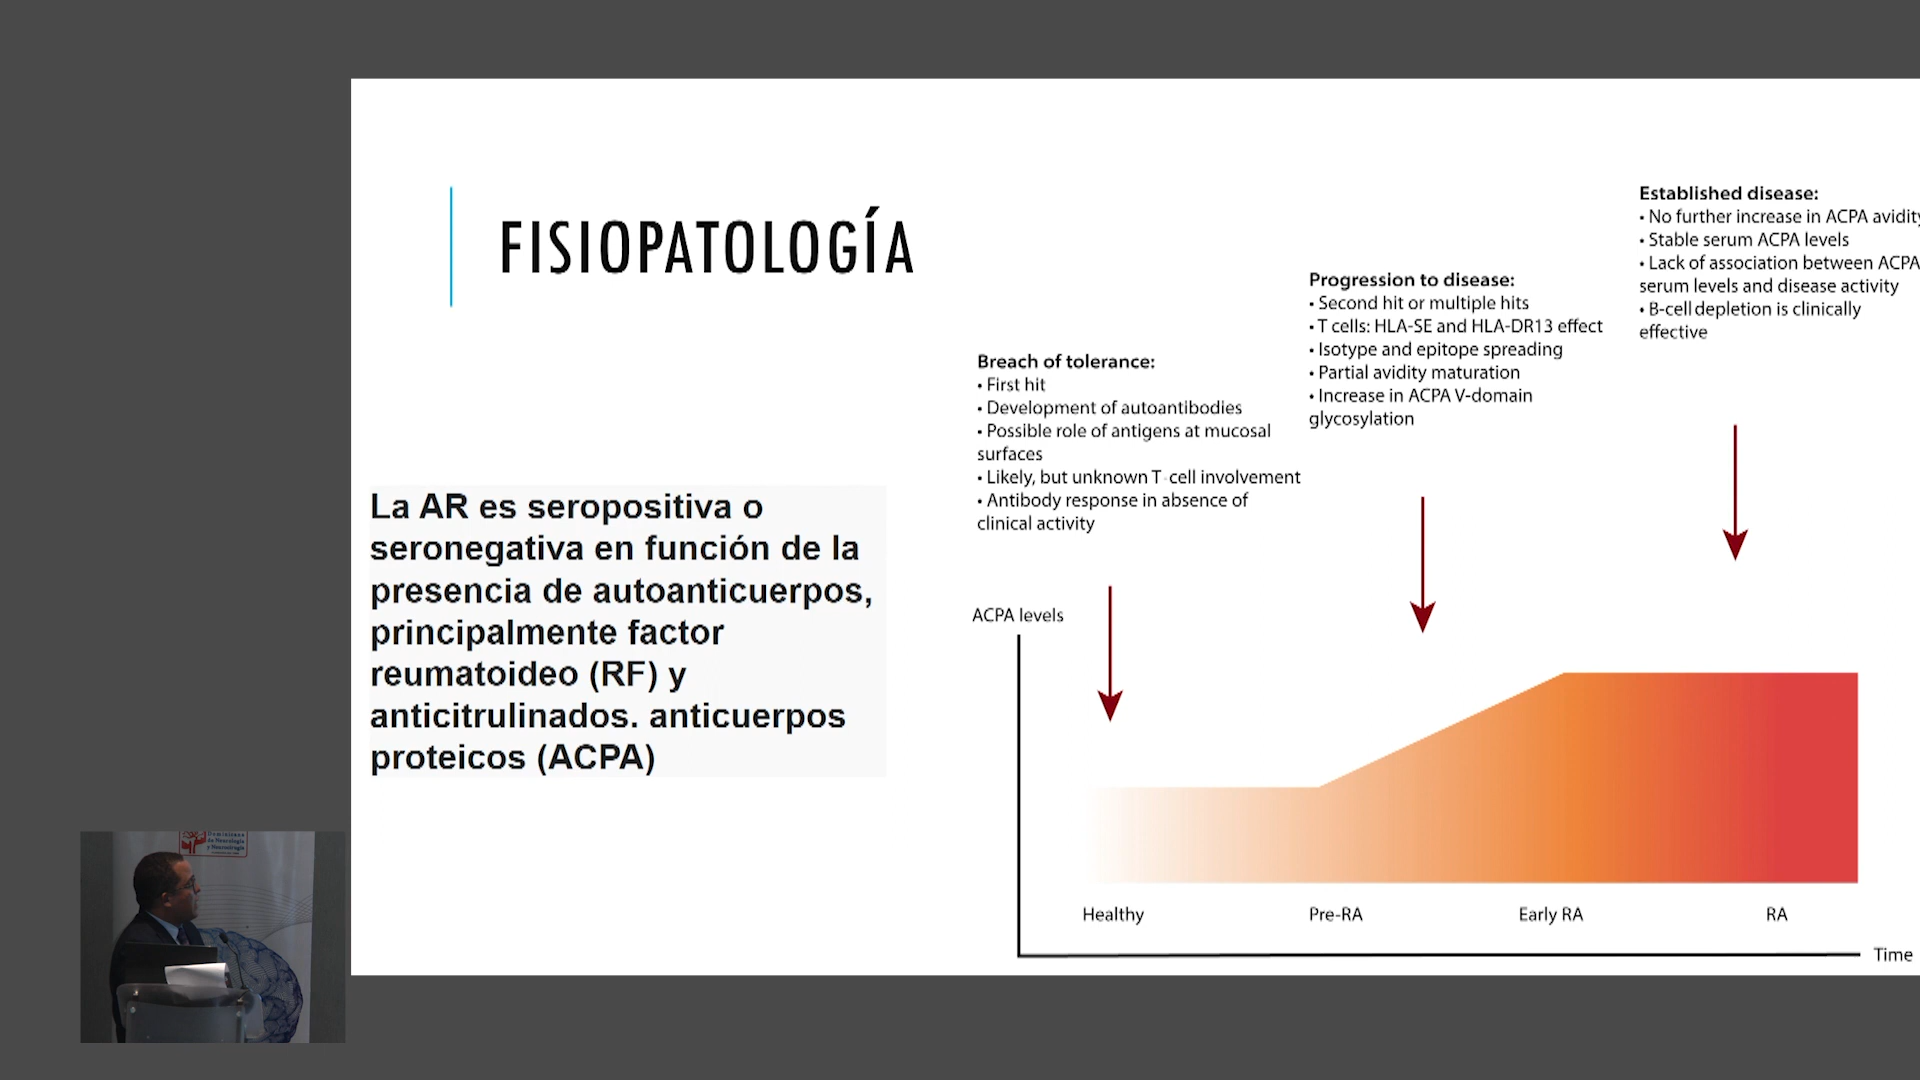 FISIOPATOLOGÍA
La AR es seropositiva o
seronegativa en función de la
presencia de autoanticuerpos,
principalmente factor
reumatoideo (RF) y
anticitrulinados. anticuerpos
proteicos (ACPA)
Breach of tolerance:
• First hit
• Development of autoantibodies
• Possible role of antigens at mucosal
surfaces
• Likely, but unknown T cell involvement
• Antibody response in absence of
clinical activity
Progression to disease:
• Second hit or multiple hits
• T cells: HLA-SE and HLA-DR13 effect
• Isotype and epitope spreading
• Partial avidity maturation
• Increase in ACPA V-domain
glycosylation
Established disease:
• No further increase in ACPA avidity
• Stable serum ACPA levels
• Lack of association between ACPA
serum levels and disease activity
• B-cell depletion is clinically
effective
ACPA levels
Healthy
Pre-RA
Early RA
RA
Time
Dominicana
de Neurología
y Neurocirugía